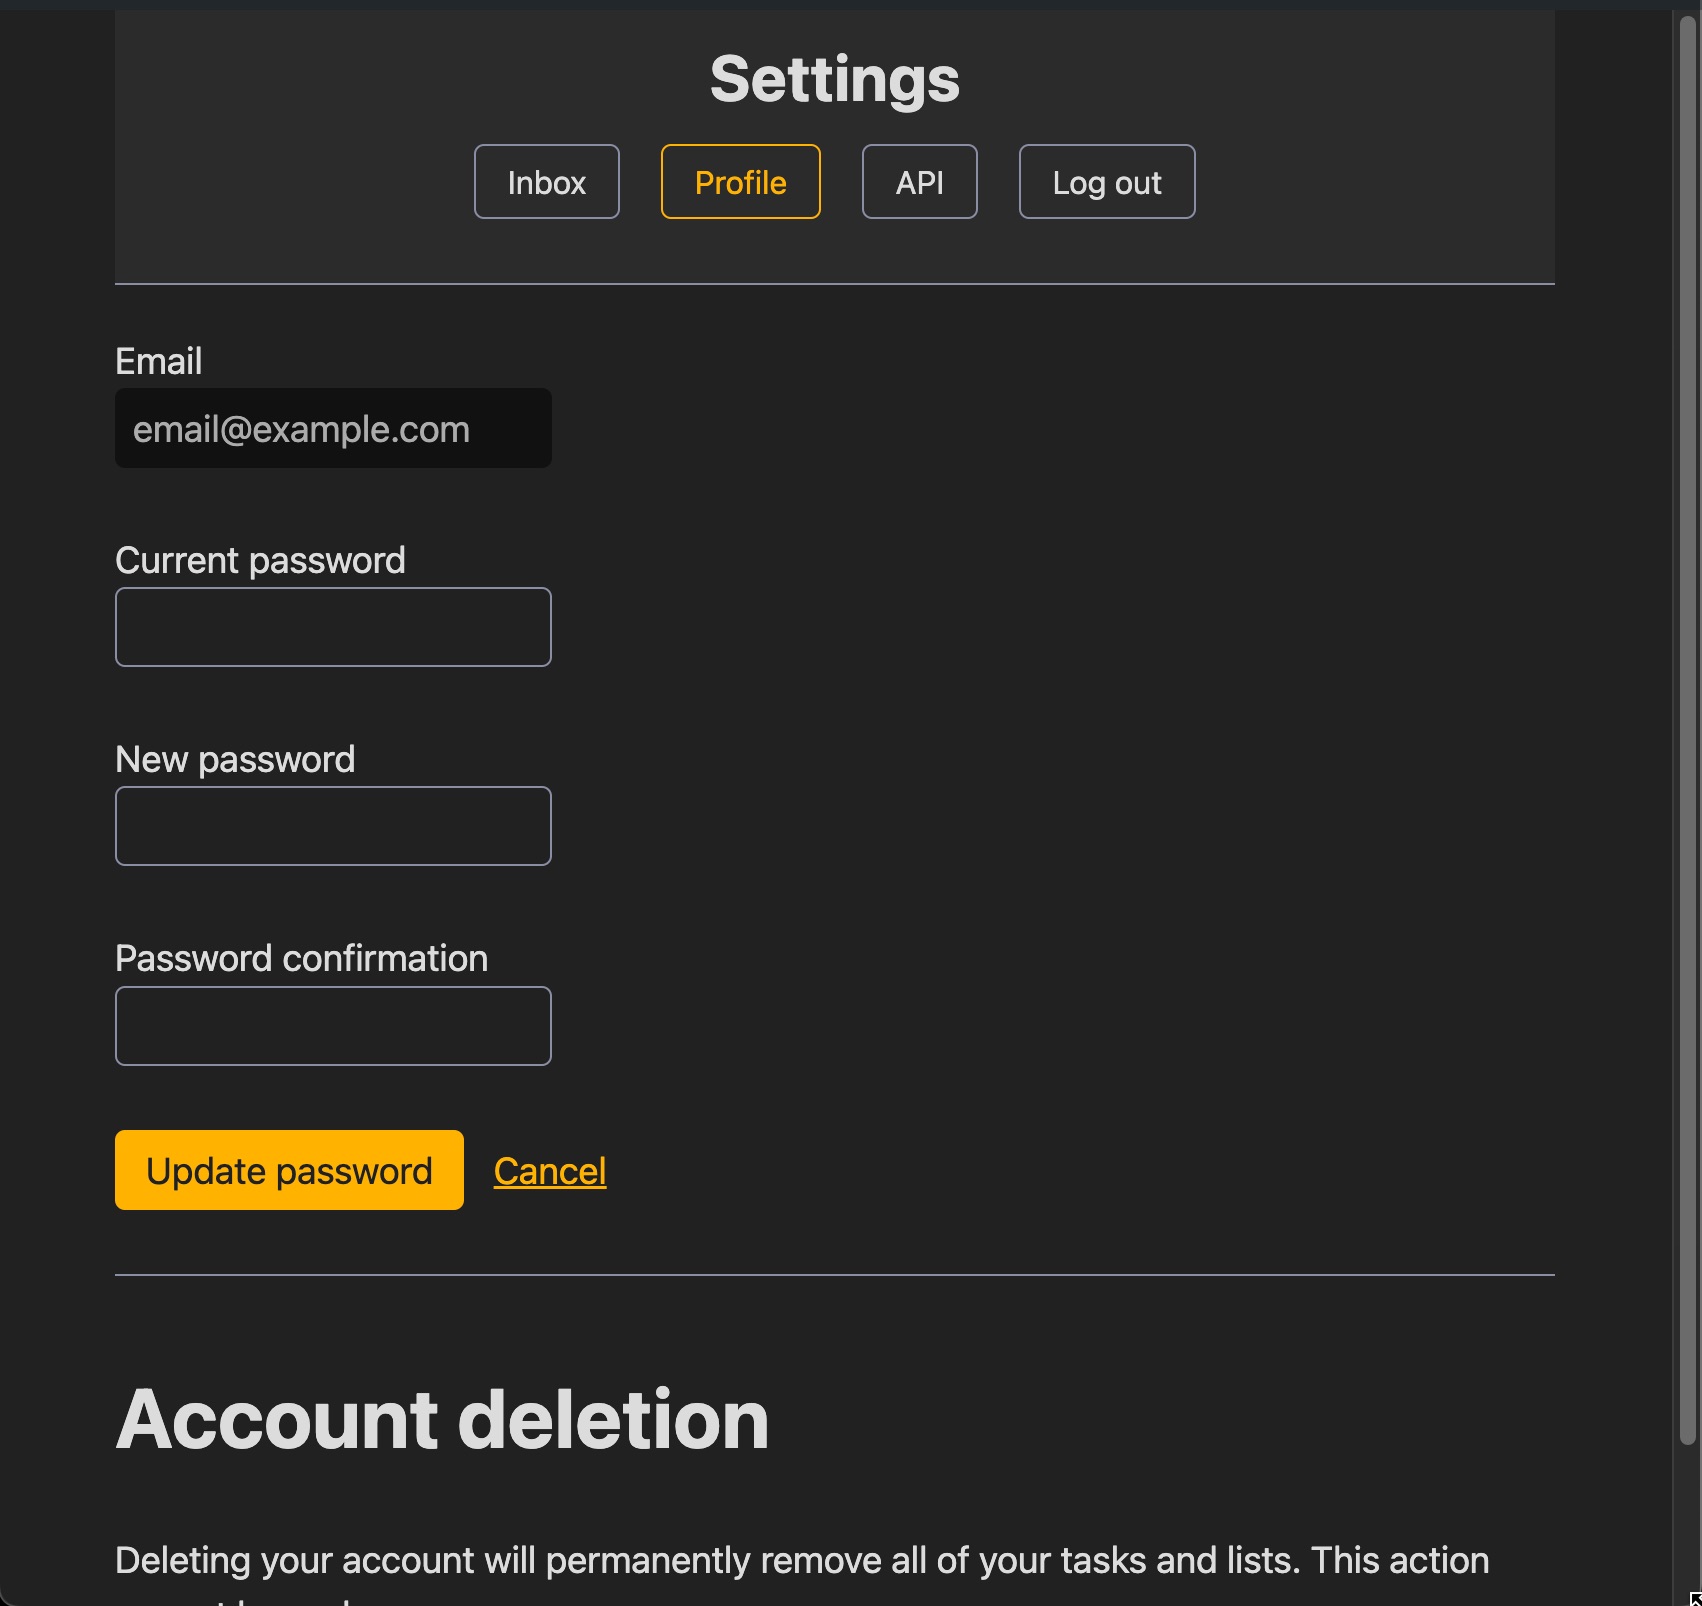 Settings
Inbox Profile API Log out
Email
email@example.com
Current password
New password
Password confirmation
Update password Cancel
Account deletion
Deleting your account will permanently remove all of your tasks and lists. This action